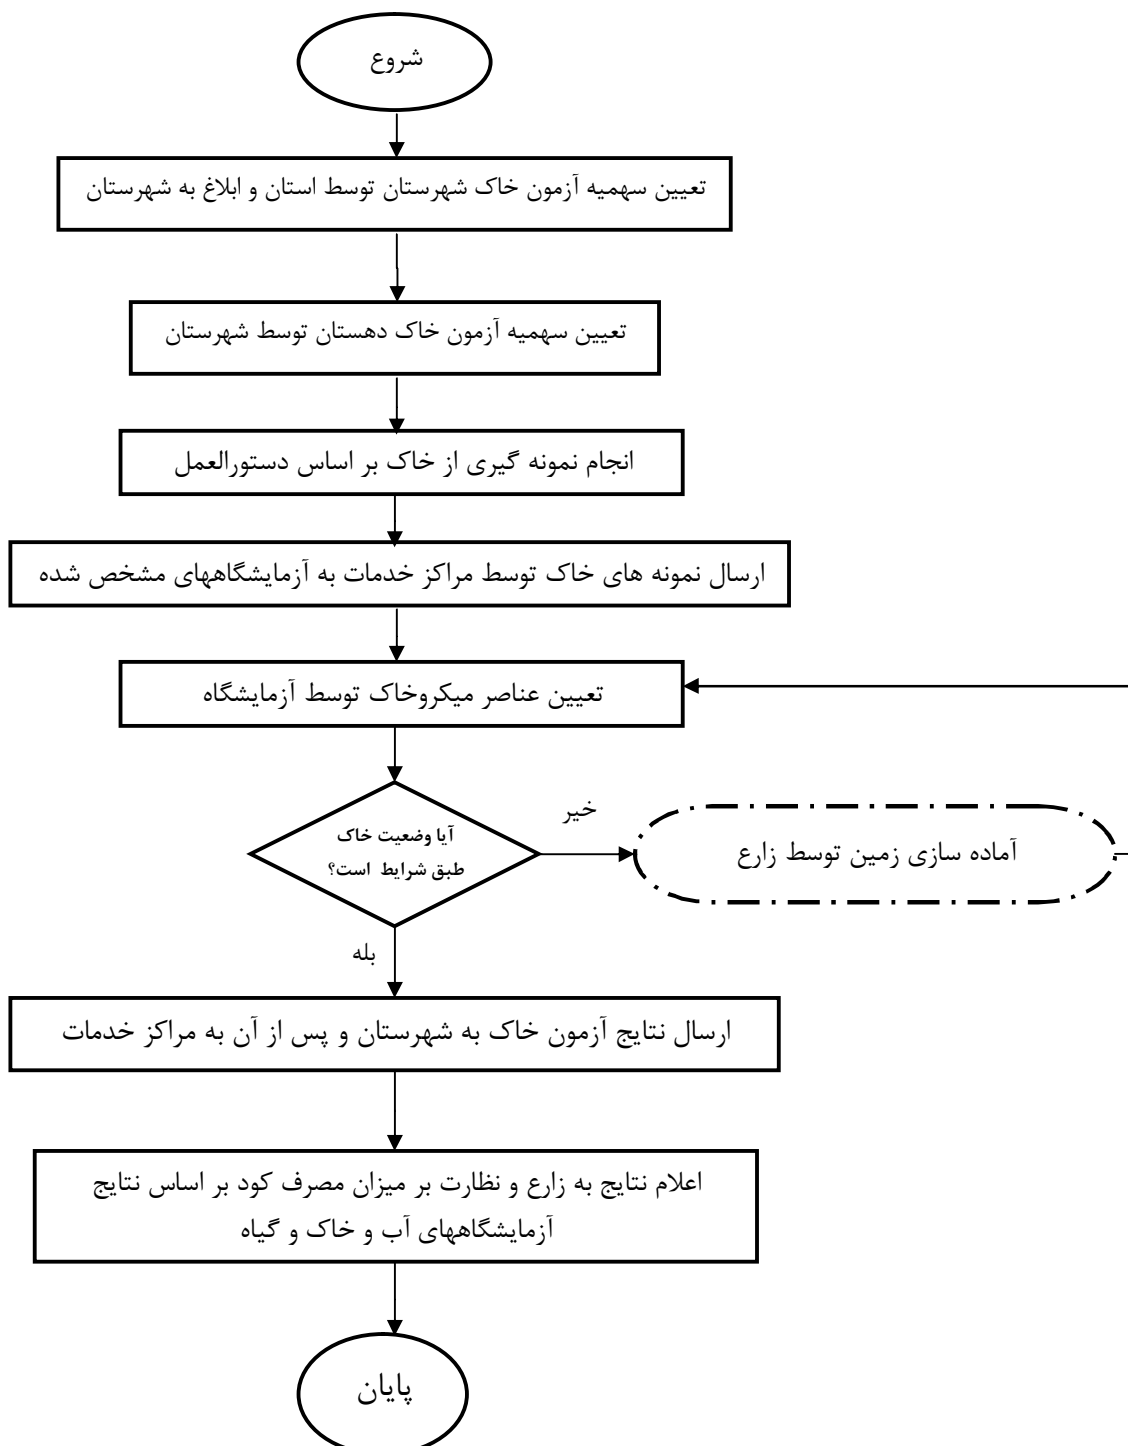 شروع
تعیین سهمیه آزمون خاک شهرستان توسط استان و ابلاغ به شهرستان
تعیین سهمیه آزمون خاک دهستان توسط شهرستان
انجام نمونه گیری از خاک بر اساس دستورالعمل
ارسال نمونه های خاک توسط مراکز خدمات به آزمایشگاههای مشخص شده
تعیین عناصر میکروخاک توسط آزمایشگاه
خیر
آیا وضعیت خاک
طبق شرایط است؟
آماده سازی زمین توسط زارع
بله
ارسال نتایج آزمون خاک به شهرستان و پس از آن به مراکز خدمات
اعلام نتایج به زارع و نظارت بر میزان مصرف کود بر اساس نتایج
آزمایشگاههای آب و خاک و گیاه
پایان